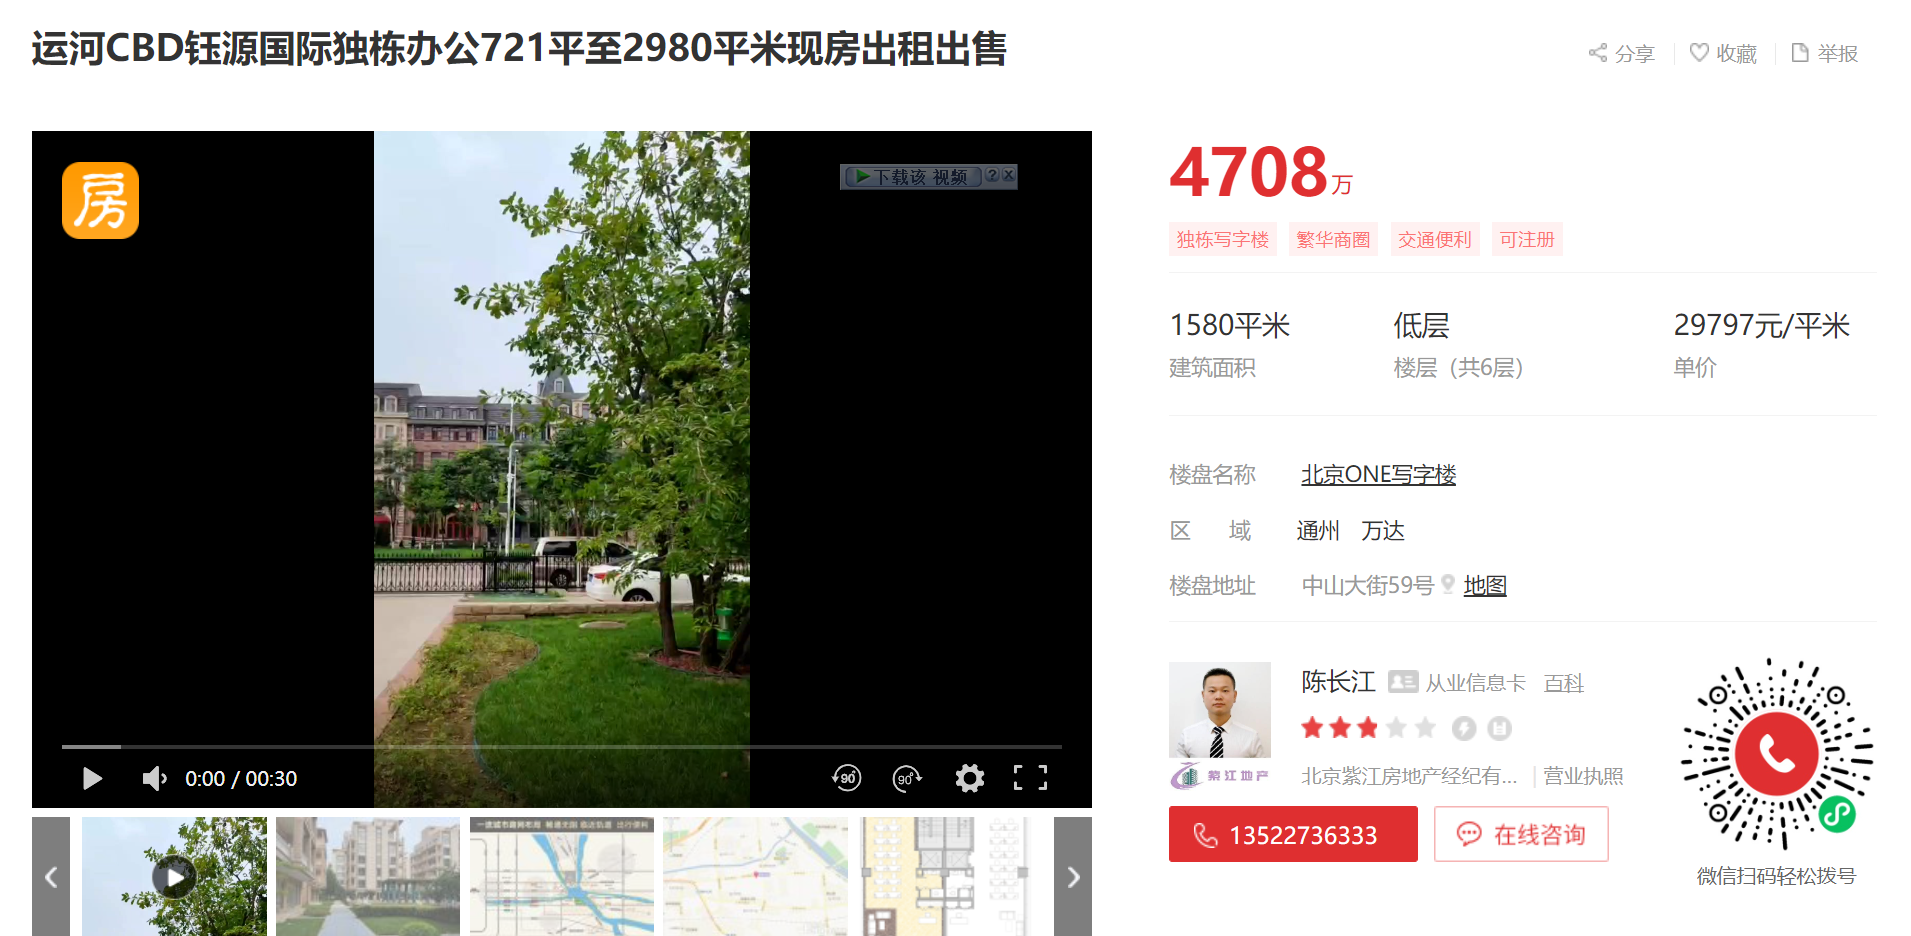 运河CBD钰源国际独栋办公721平至2980平米现房出租出售
分享
收藏
举报
房
下载该 视频
4708万
独栋写字楼
繁华商圈
交通便利
可注册
1580平米
建筑面积
低层
楼层（共6层）
29797元/平米
单价
楼盘名称 北京ONE写字楼
区 域 通州 万达
楼盘地址 中山大街59号 地图
陈长江 从业信息卡 百科
紫江地产
北京紫江房地产经纪有... 营业执照
13522736333
在线咨询
微信扫码轻松拨号
0:00 / 00:30
90°
90°